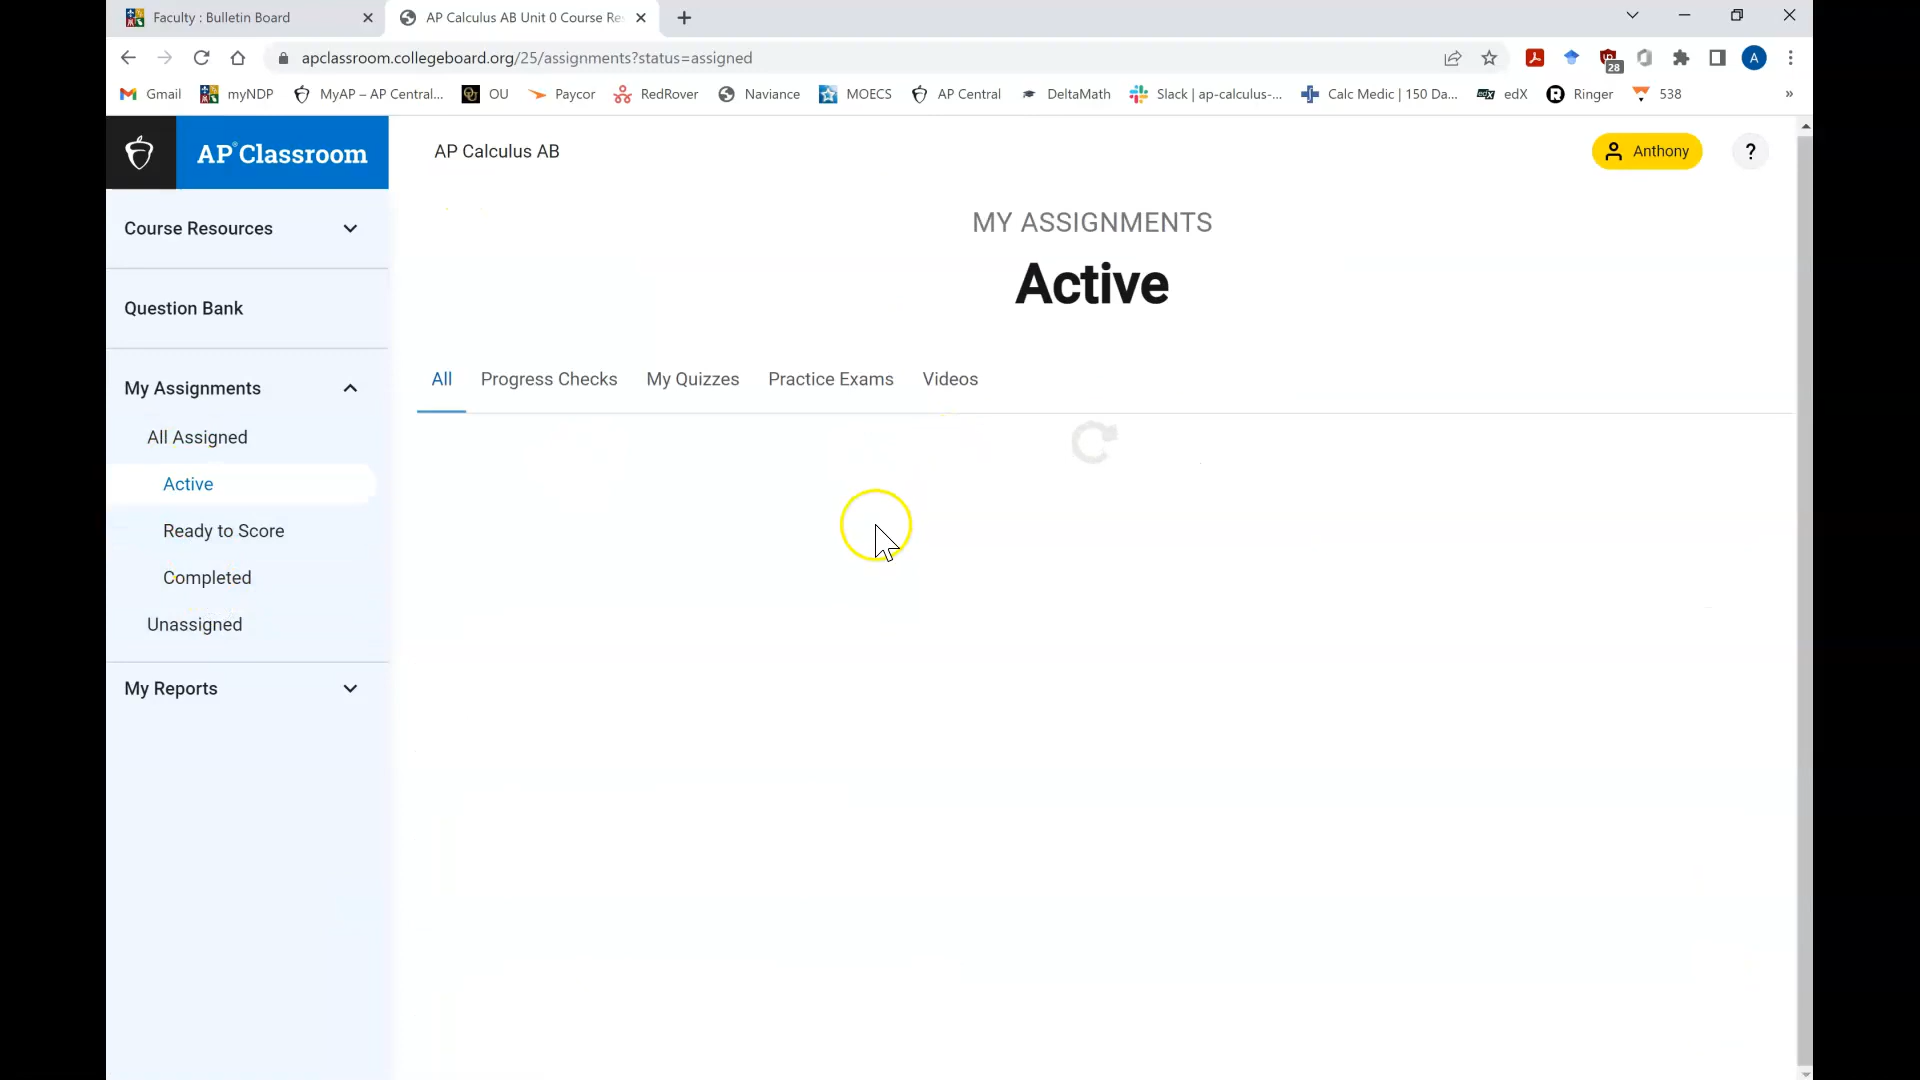 Faculty : Bulletin Board
AP Calculus AB Unit 0 Course Re
apclassroom.collegeboard.org/25/assignments?status=assigned
28
A
Gmail
myNDP
MyAP – AP Central...
OU
Paycor
RedRover
Naviance
MOECS
AP Central
DeltaMath
Slack | ap-calculus-...
Calc Medic | 150 Da...
edX
Ringer
538
»
AP Classroom
AP Calculus AB
Anthony
?
Course Resources
Question Bank
My Assignments
All Assigned
Active
Ready to Score
Completed
Unassigned
My Reports
MY ASSIGNMENTS
Active
All
Progress Checks
My Quizzes
Practice Exams
Videos